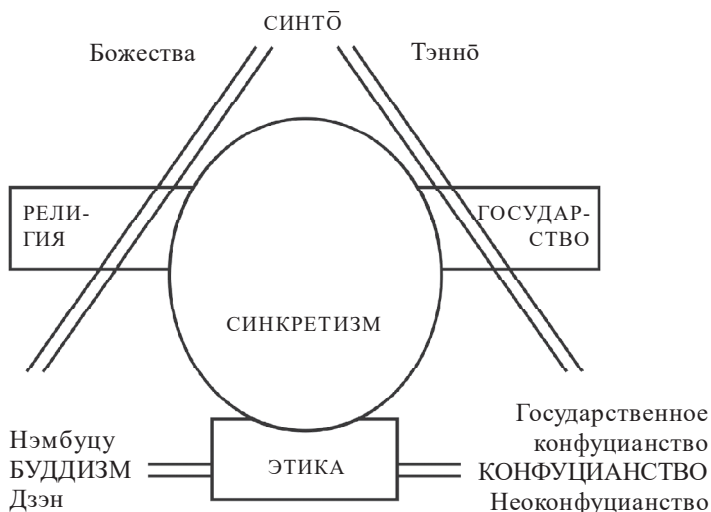 СИНТО̄
Божества
Тэнно̄
РЕЛИ-
ГИЯ
ГОСУДАР-
СТВО
СИНКРЕТИЗМ
Нэмбуцу
БУДДИЗМ
Дзэн
ЭТИКА
Государственное
конфуцианство
КОНФУЦИАНСТВО
Неоконфуцианство